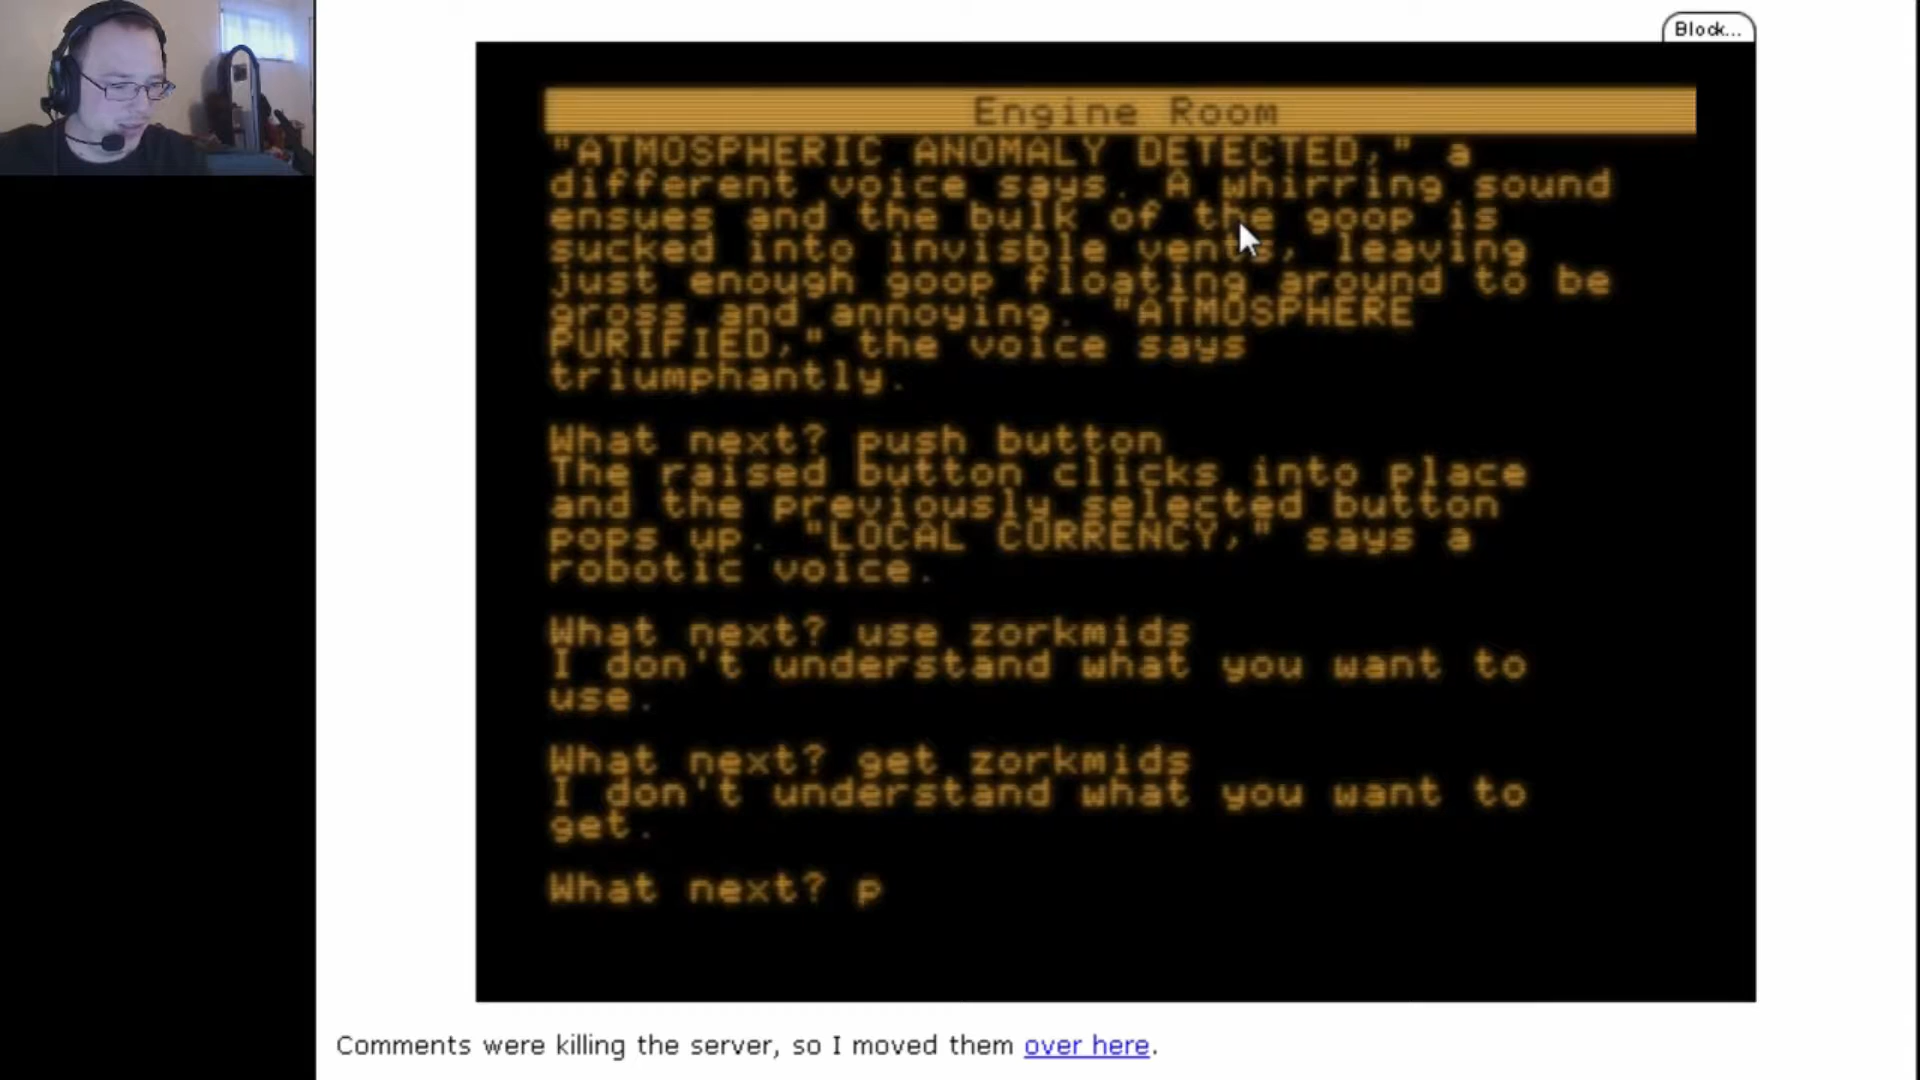 Block...
Engine Room
"ATMOSPHERIC ANOMALY DETECTED," a
different voice says. A whirring sound
ensues and the bulk of the goop is
sucked into invisble vents, leaving
just enough goop floating around to be
gross and annoying. "ATMOSPHERE
PURIFIED," the voice says
triumphantly.
What next? push button
The raised button clicks into place
and the previously selected button
pops up. "LOCAL CURRENCY," says a
robotic voice.
What next? use zorkmids
I don't understand what you want to
use.
What next? get zorkmids
I don't understand what you want to
get.
What next? p
Comments were killing the server, so I moved them over here.